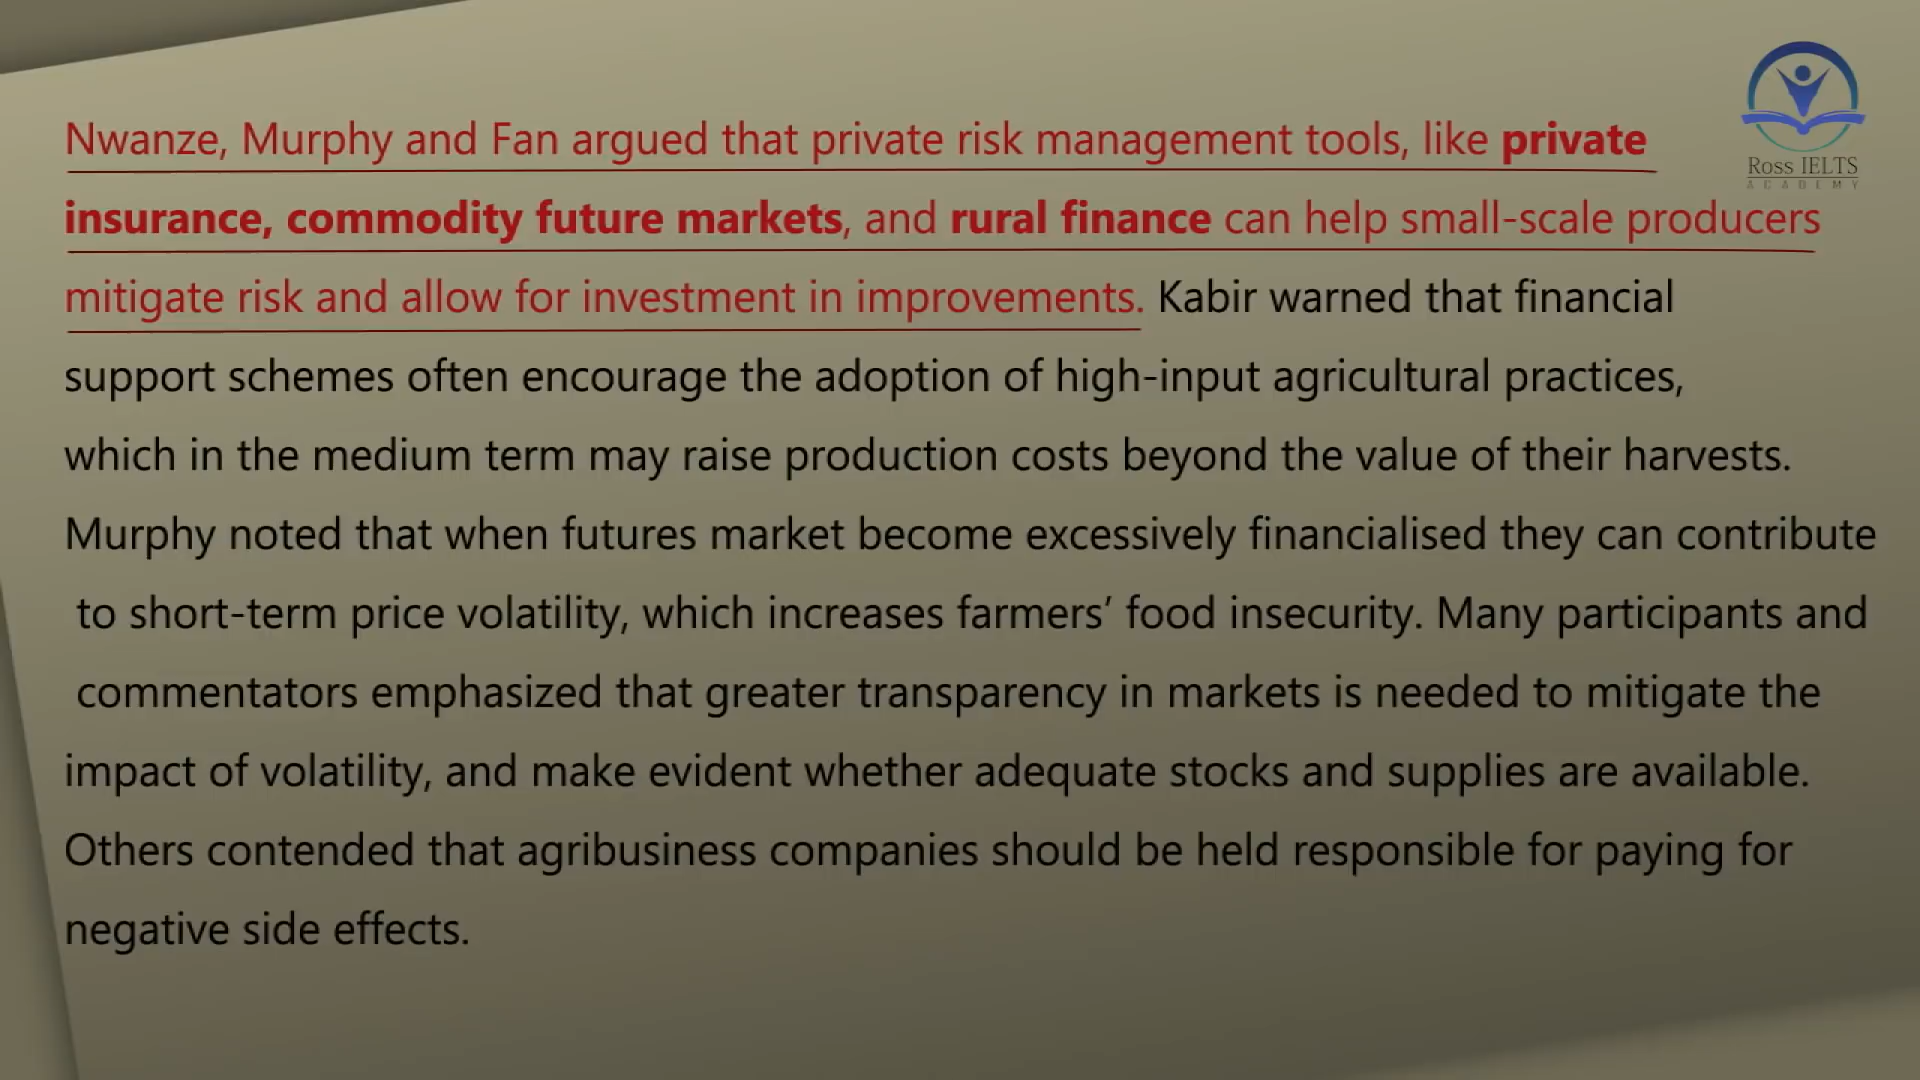 Nwanze, Murphy and Fan argued that private risk management tools, like private
insurance, commodity future markets, and rural finance can help small-scale producers
mitigate risk and allow for investment in improvements. Kabir warned that financial
support schemes often encourage the adoption of high-input agricultural practices,
which in the medium term may raise production costs beyond the value of their harvests.
Murphy noted that when futures market become excessively financialised they can contribute
to short-term price volatility, which increases farmers’ food insecurity. Many participants and
commentators emphasized that greater transparency in markets is needed to mitigate the
impact of volatility, and make evident whether adequate stocks and supplies are available.
Others contended that agribusiness companies should be held responsible for paying for
negative side effects.
Ross IELTS
ACADEMY